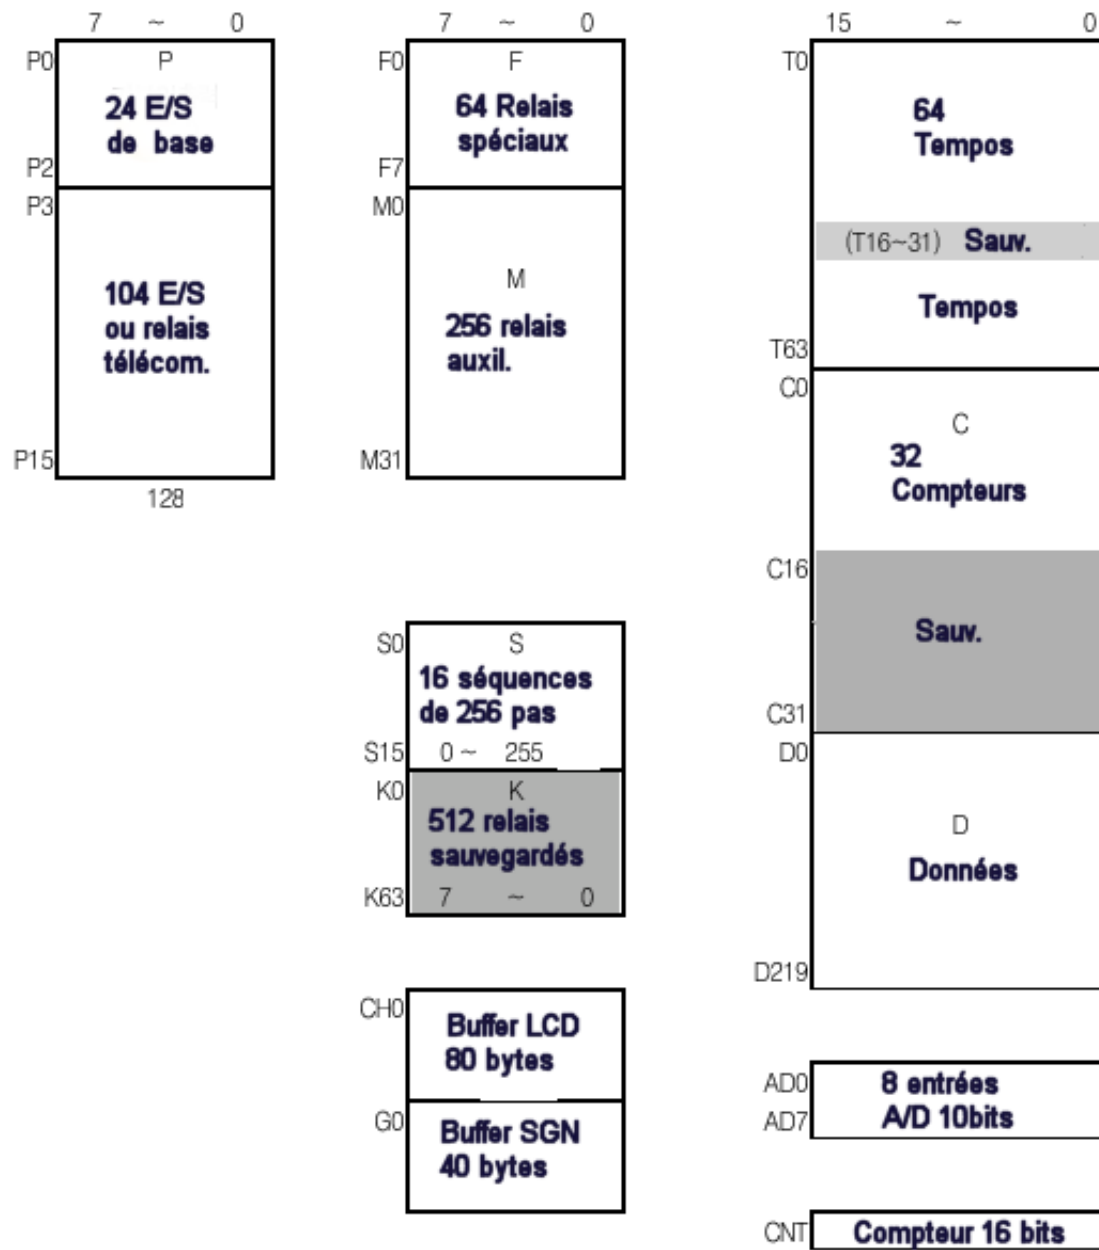 7 ~ 0
P0
P
24 E/S
de base
P2
P3
104 E/S
ou relais
télécom.
P15
128
7 ~ 0
F0
F
64 Relais
spéciaux
F7
M0
M
256 relais
auxil.
M31
S0
S
16 séquences
de 256 pas
S15 0 ~ 255
K0
K
512 relais
sauvegardés
K63 7 ~ 0
CH0
Buffer LCD
80 bytes
G0
Buffer SGN
40 bytes
15 ~ 0
T0
64
Tempos
(T16~31) Sauv.
Tempos
T63
C0
C
32
Compteurs
C16
Sauv.
C31
D0
D
Données
D219
AD0 8 entrées
AD7 A/D 10bits
CNT Compteur 16 bits